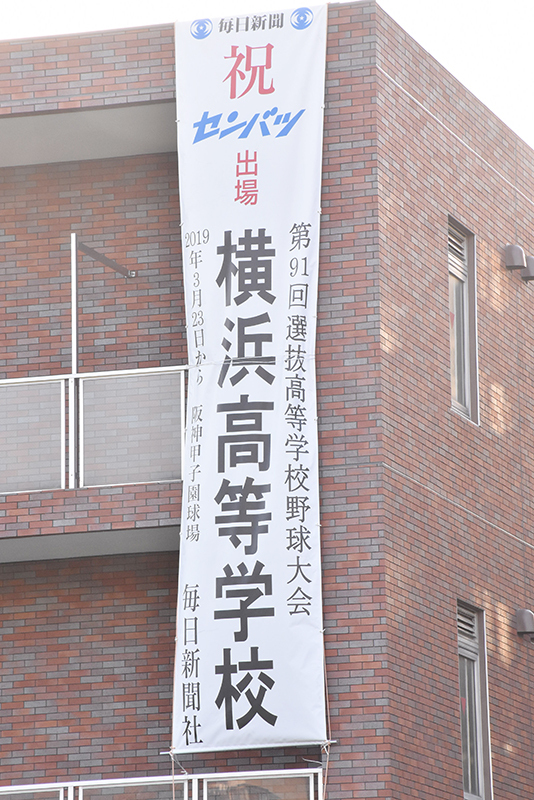 毎日新聞
祝
センバツ
出場
第91回選抜高等学校野球大会
横浜高等学校
2019年3月23日から 阪神甲子園球場
毎日新聞社